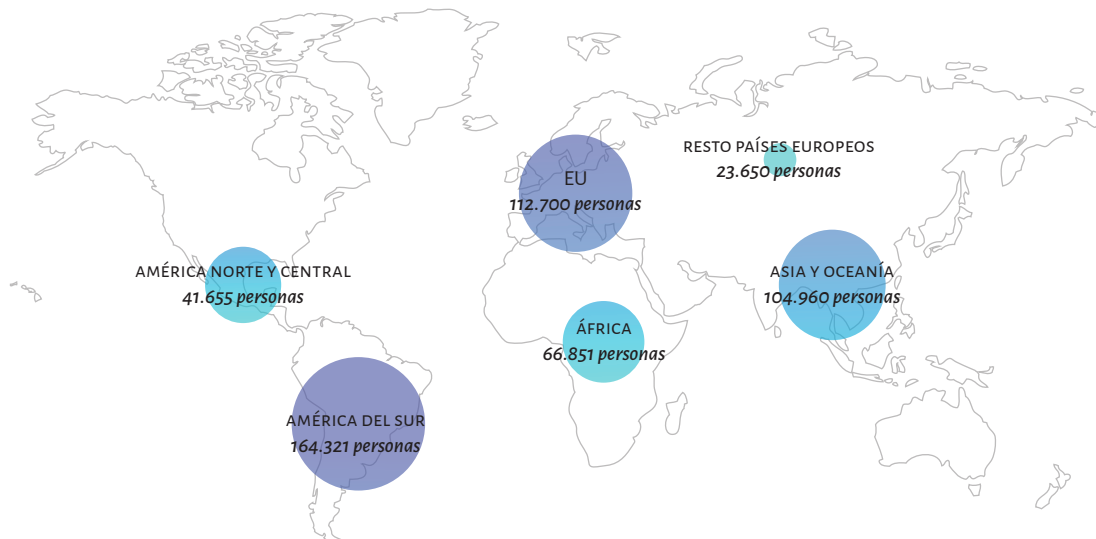 RESTO PAÍSES EUROPEOS
23.650 personas
EU
112.700 personas
AMÉRICA NORTE Y CENTRAL
41.655 personas
ASIA Y OCEANÍA
104.960 personas
ÁFRICA
66.851 personas
AMÉRICA DEL SUR
164.321 personas